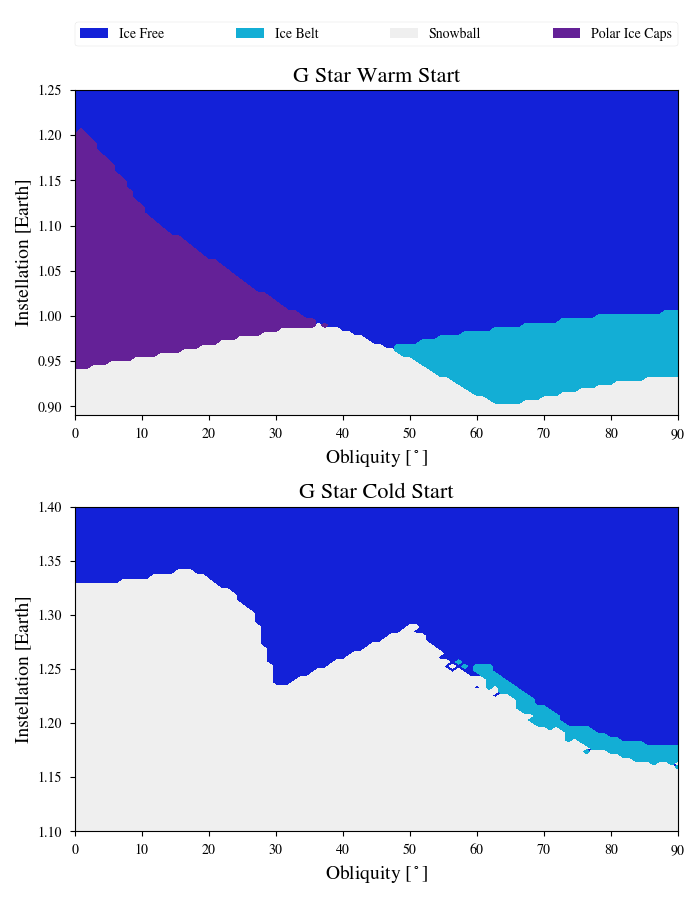 Ice Free Ice Belt Snowball Polar Ice Caps
G Star Warm Start
1.25
1.20
1.15
1.10
1.05
1.00
0.95
0.90
Instellation [Earth]
0 10 20 30 40 50 60 70 80 90
Obliquity [°]
G Star Cold Start
1.40
1.35
1.30
1.25
1.20
1.15
1.10
Instellation [Earth]
0 10 20 30 40 50 60 70 80 90
Obliquity [°]